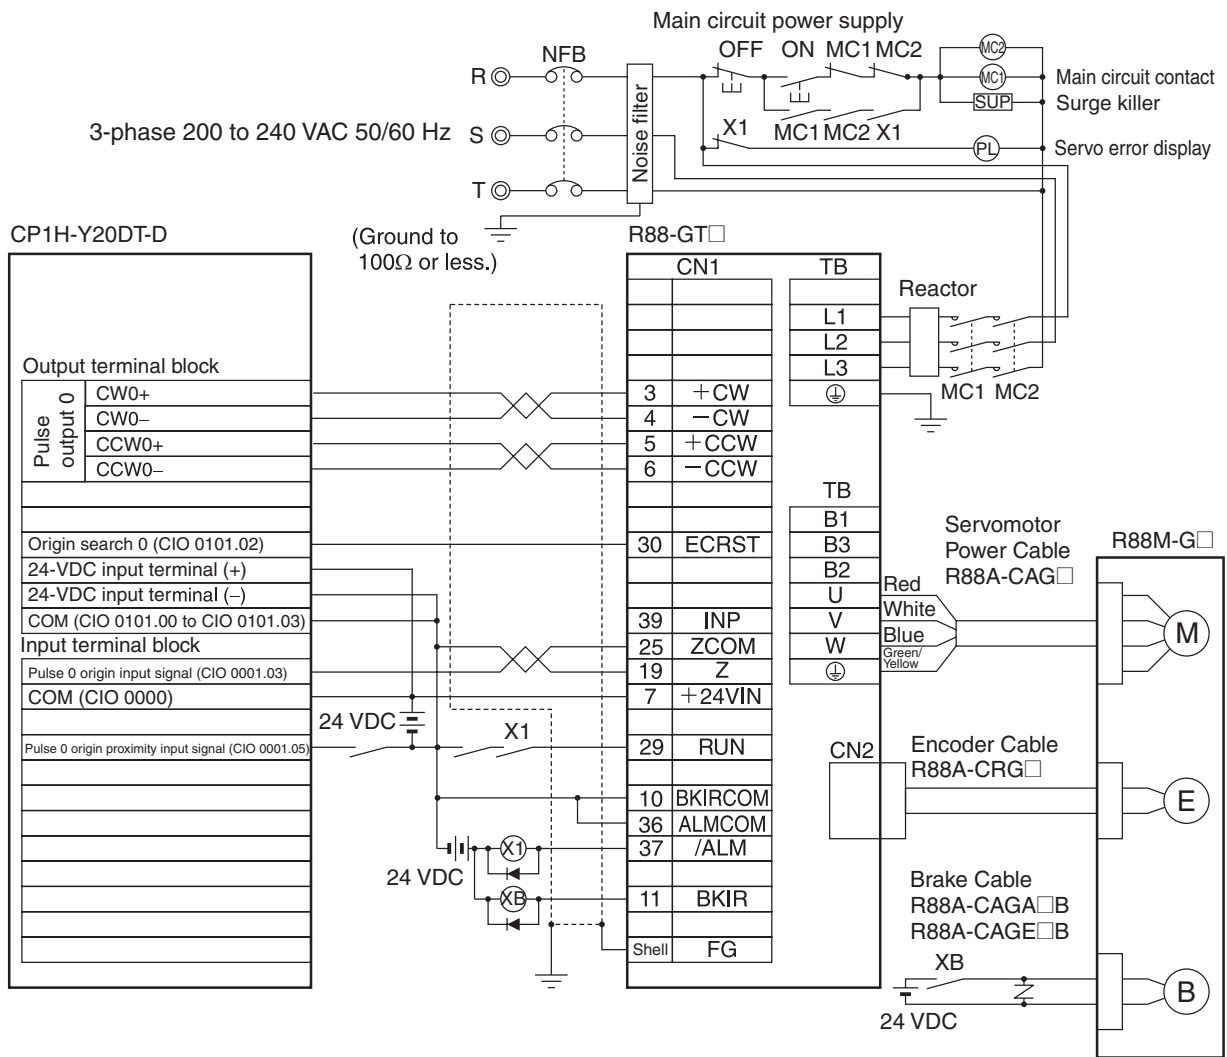 Main circuit power supply
NFB
OFF ON MC1 MC2
MC2
R
MC1
Main circuit contact
SUP
Surge killer
Noise filter
3-phase 200 to 240 VAC 50/60 Hz
S
X1
MC1 MC2 X1
PL
Servo error display
T
CP1H-Y20DT-D
(Ground to
100Ω or less.)
R88-GT□
CN1
TB
Reactor
L1
L2
L3
MC1 MC2
Output terminal block
Pulse
output 0
CW0+
CW0−
CCW0+
CCW0−
3 +CW
4 −CW
5 +CCW
6 −CCW
TB
B1
B3
B2
U
V
W
Origin search 0 (CIO 0101.02)
30 ECRST
24-VDC input terminal (+)
24-VDC input terminal (−)
COM (CIO 0101.00 to CIO 0101.03)
39 INP
Input terminal block
25 ZCOM
Pulse 0 origin input signal (CIO 0001.03)
19 Z
COM (CIO 0000)
7 +24VIN
24 VDC
X1
Pulse 0 origin proximity input signal (CIO 0001.05)
29 RUN
10 BKIRCOM
36 ALMCOM
X1
37 /ALM
24 VDC
XB
11 BKIR
Shell FG
Servomotor
Power Cable
R88A-CAG□
R88M-G□
Red
White
Blue
Green/
Yellow
M
CN2
Encoder Cable
R88A-CRG□
E
Brake Cable
R88A-CAGA□B
R88A-CAGE□B
XB
24 VDC
B